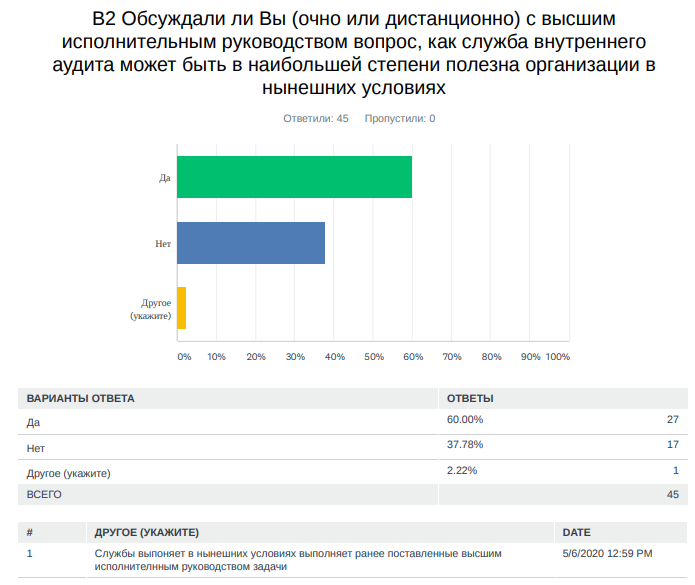 В2 Обсуждали ли Вы (очно или дистанционно) с высшим
исполнительным руководством вопрос, как служба внутреннего
аудита может быть в наибольшей степени полезна организации в
нынешних условиях
Ответили: 45 Пропустили: 0
Да
Нет
Другое
(укажите)
0% 10% 20% 30% 40% 50% 60% 70% 80% 90% 100%
ВАРИАНТЫ ОТВЕТА ОТВЕТЫ
Да 60.00% 27
Нет 37.78% 17
Другое (укажите) 2.22% 1
ВСЕГО 45
# ДРУГОЕ (УКАЖИТЕ) DATE
1 Службы выпоняет в нынешних условиях выполняет ранее поставленные высшим 5/6/2020 12:59 PM
исполнителнным руководством задачи